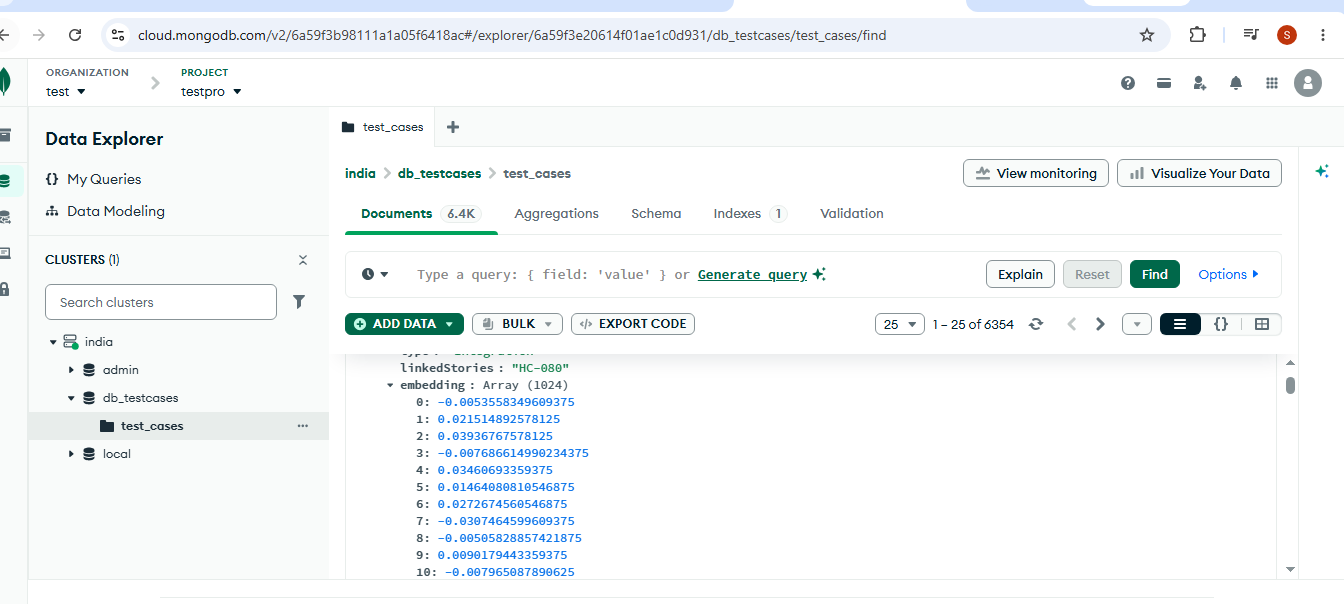 cloud.mongodb.com/v2/6a59f3b98111a1a05f6418ac#/explorer/6a59f3e20614f01ae1c0d931/db_testcases/test_cases/find
S
ORGANIZATION
test
PROJECT
testpro
Data Explorer
My Queries
Data Modeling
CLUSTERS (1)
Search clusters
india
admin
db_testcases
test_cases
local
test_cases
india > db_testcases > test_cases
View monitoring
Visualize Your Data
Documents 6.4K Aggregations Schema Indexes 1 Validation
Type a query: { field: 'value' } or Generate query
Explain Reset Find Options
ADD DATA BULK EXPORT CODE
25 1 – 25 of 6354
linkedStories : "HC-080"
embedding : Array (1024)
0: -0.0053558349609375
1: 0.021514892578125
2: 0.03936767578125
3: -0.007686614990234375
4: 0.03460693359375
5: 0.01464080810546875
6: 0.0272674560546875
7: -0.0307464599609375
8: -0.00505828857421875
9: 0.0090179443359375
10: -0.007965087890625